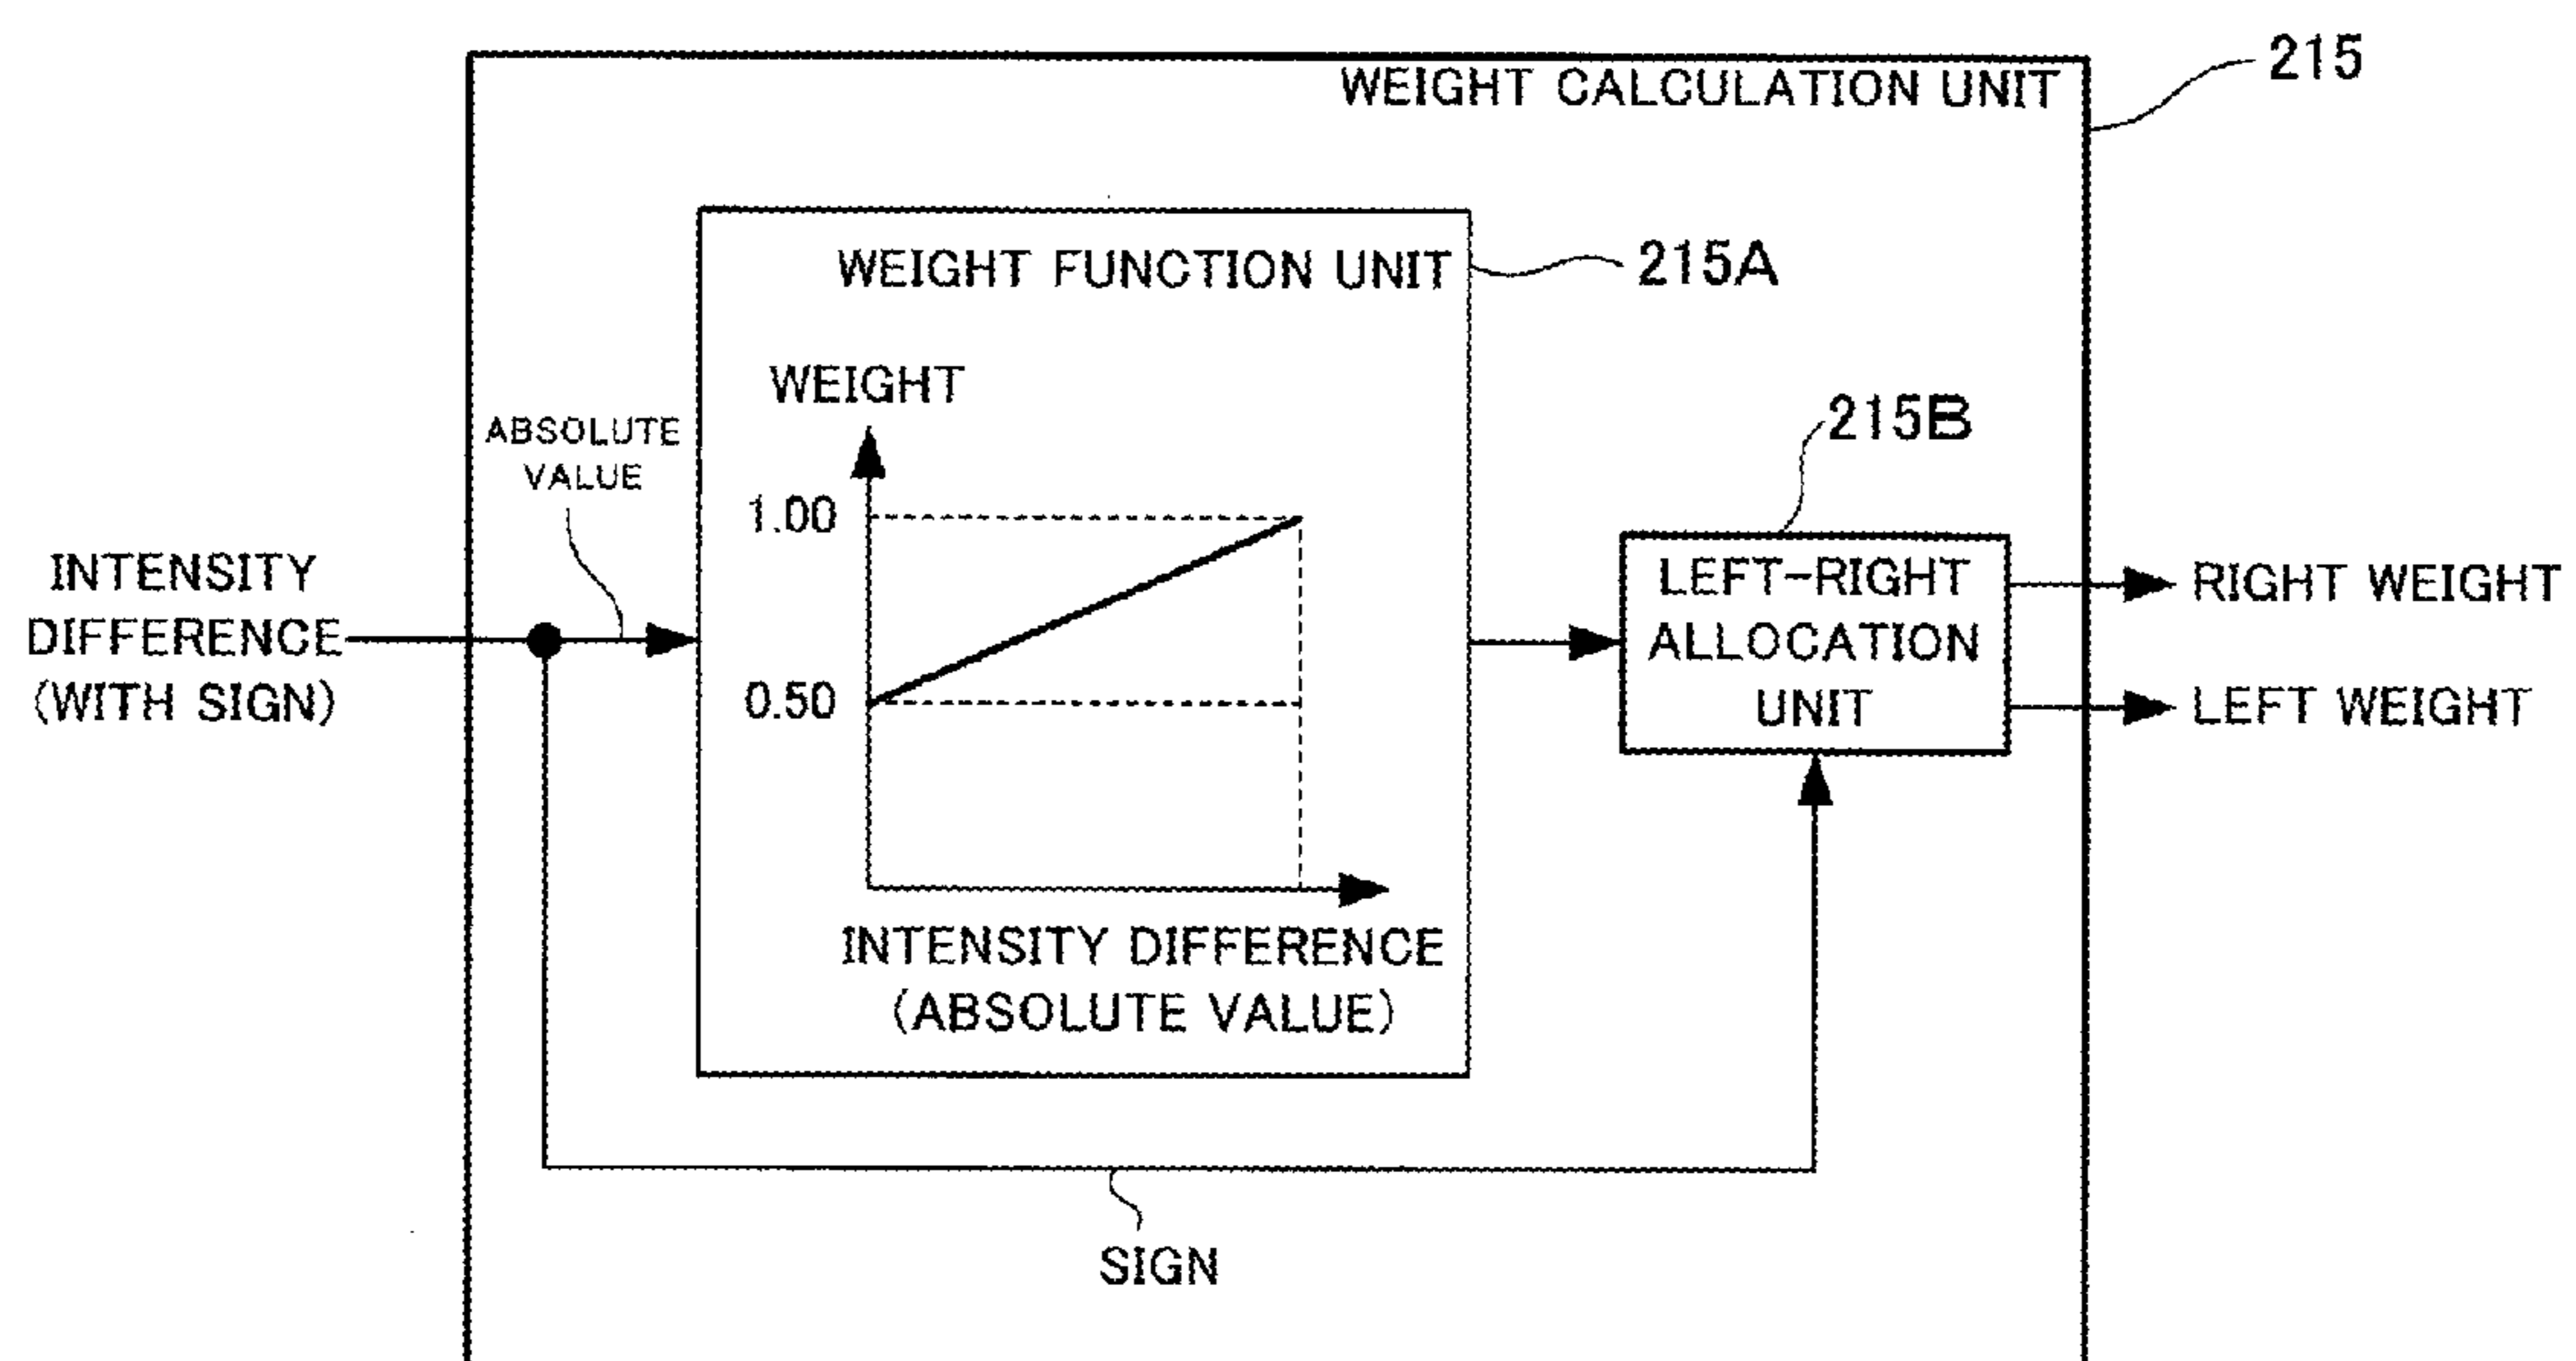 215
WEIGHT CALCULATION UNIT
WEIGHT FUNCTION UNIT
215A
WEIGHT
ABSOLUTE
VALUE
215B
1.00
0.50
INTENSITY
DIFFERENCE
(WITH SIGN)
LEFT-RIGHT
ALLOCATION
UNIT
RIGHT WEIGHT
LEFT WEIGHT
INTENSITY DIFFERENCE
(ABSOLUTE VALUE)
SIGN